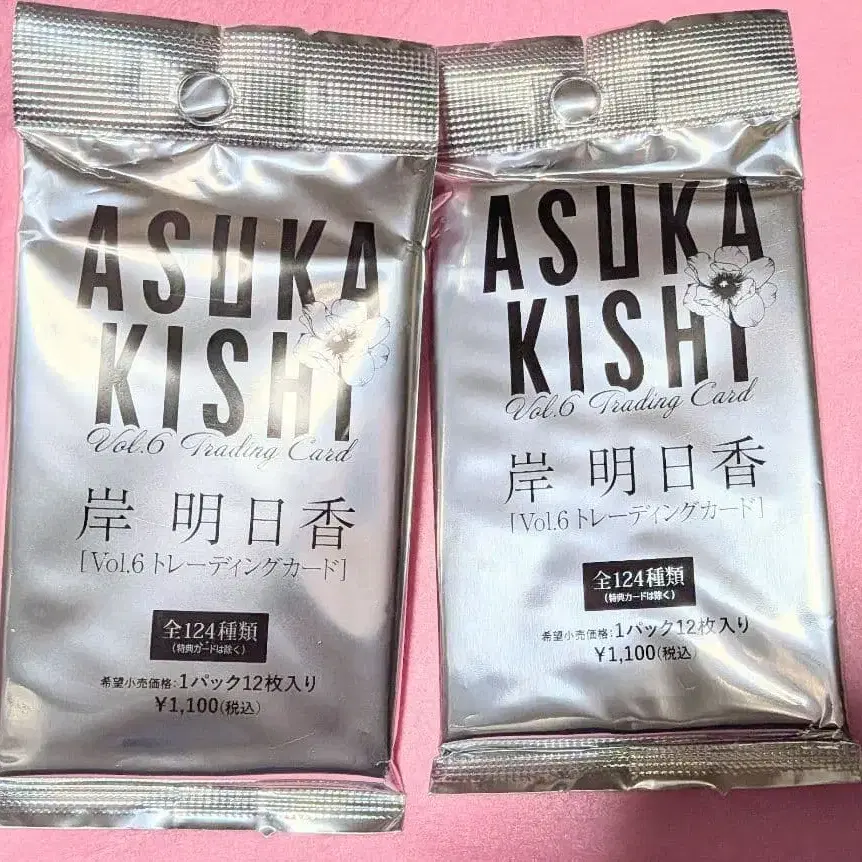 ASUKA
KISHI
Vol.6 Trading Card
岸 明日香
[Vol.6 トレーディングカード]
全124種類
(特典カードは除く)
希望小売価格:1パック12枚入り
¥1,100(税込)
ASUKA
KISHI
Vol.6 Trading Card
岸 明日香
[Vol.6 トレーディングカード]
全124種類
(特典カードは除く)
希望小売価格:1パック12枚入り
¥1,100(税込)